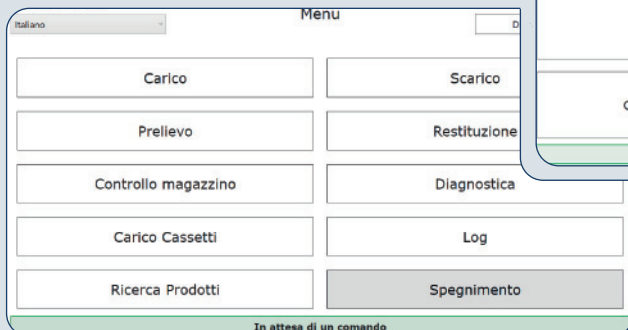 Menu
Italiano
Carico
Scarico
Prelievo
Restituzione
Controllo magazzino
Diagnostica
Carico Cassetti
Log
Ricerca Prodotti
Spegnimento
In attesa di un comando